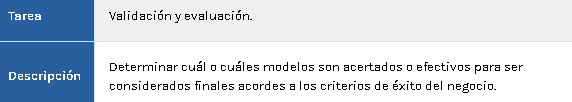 Tarea
Validación y evaluación.
Descripción
Determinar cuál o cuáles modelos son acertados o efectivos para ser
considerados finales acordes a los criterios de éxito del negocio.